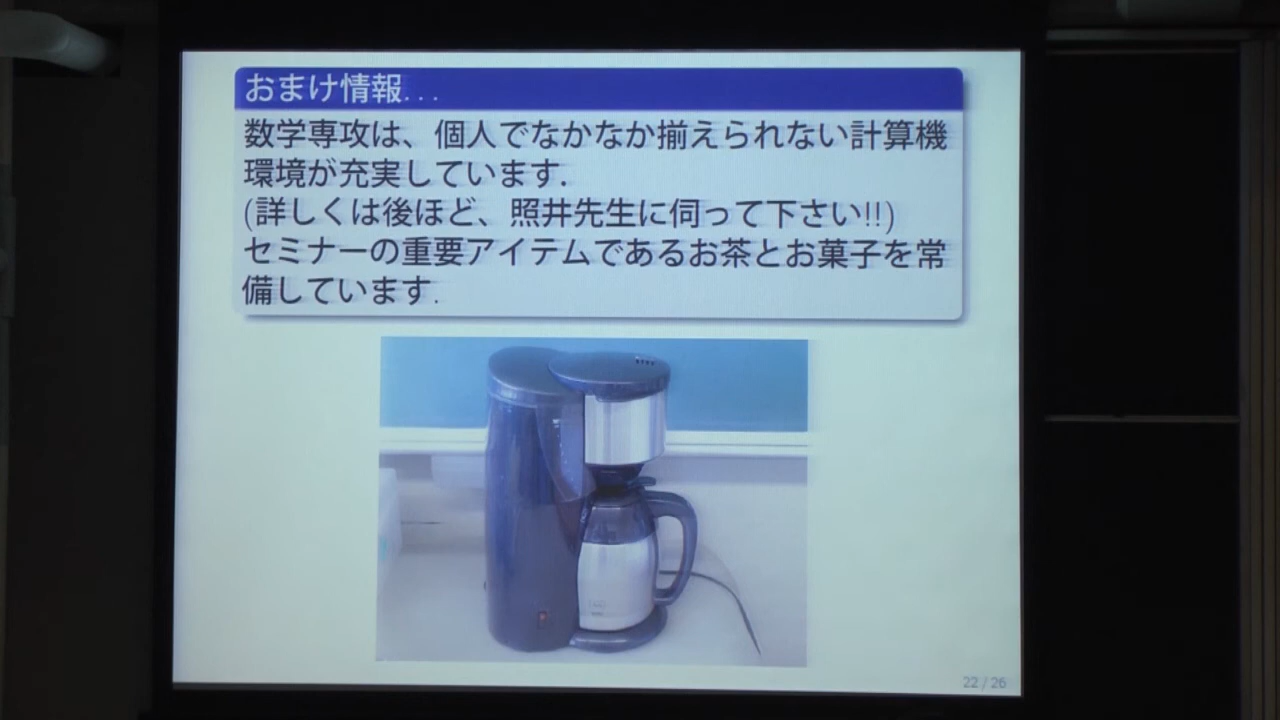 おまけ情報...
数学専攻は、個人でなかなか揃えられない計算機
環境が充実しています.
(詳しくは後ほど、照井先生に伺って下さい!!)
セミナーの重要アイテムであるお茶とお菓子を常
備しています.
22 / 26